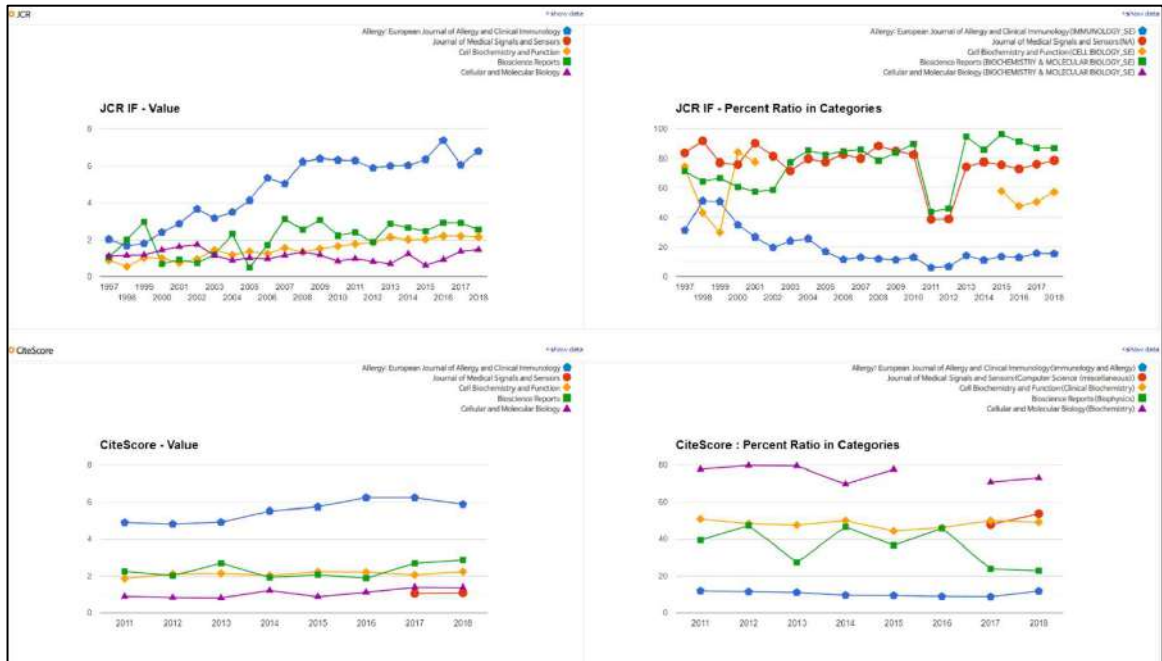 JCR
+show data
Allergy: European Journal of Allergy and Clinical Immunology
Journal of Medical Signals and Sensors
Cell Biochemistry and Function
Bioscience Reports
Cellular and Molecular Biology
JCR IF - Value
8
6
4
2
0
1997
1998
1999
2000
2001
2002
2003
2004
2005
2006
2007
2008
2009
2010
2011
2012
2013
2014
2015
2016
2017
2018
+show data
Allergy: European Journal of Allergy and Clinical Immunology (IMMUNOLOGY_SE)
Journal of Medical Signals and Sensors (NA)
Cell Biochemistry and Function (CELL BIOLOGY_SE)
Bioscience Reports (BIOCHEMISTRY & MOLECULAR BIOLOGY_SE)
Cellular and Molecular Biology (BIOCHEMISTRY & MOLECULAR BIOLOGY_SE)
JCR IF - Percent Ratio in Categories
100
80
60
40
20
0
1997
1998
1999
2000
2001
2002
2003
2004
2005
2006
2007
2008
2009
2010
2011
2012
2013
2014
2015
2016
2017
2018
CiteScore
+show data
Allergy: European Journal of Allergy and Clinical Immunology
Journal of Medical Signals and Sensors
Cell Biochemistry and Function
Bioscience Reports
Cellular and Molecular Biology
CiteScore - Value
8
6
4
2
0
2011
2012
2013
2014
2015
2016
2017
2018
+show data
Allergy: European Journal of Allergy and Clinical Immunology (Immunology and Allergy)
Journal of Medical Signals and Sensors (Computer Science (miscellaneous))
Cell Biochemistry and Function (Clinical Biochemistry)
Bioscience Reports (Biophysics)
Cellular and Molecular Biology (Biochemistry)
CiteScore : Percent Ratio in Categories
80
60
40
20
0
2011
2012
2013
2014
2015
2016
2017
2018